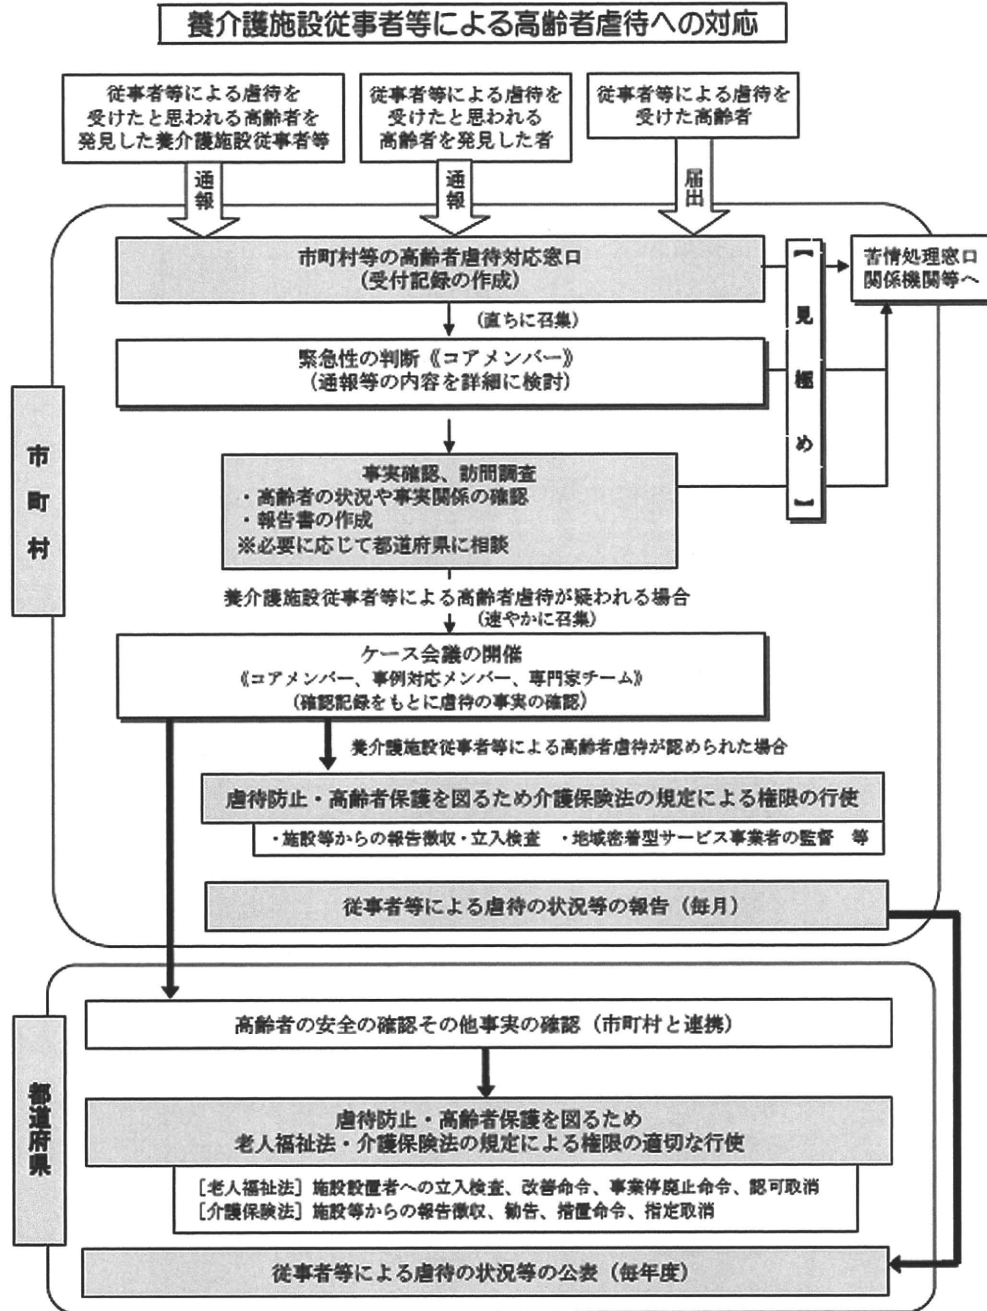 養介護施設従事者等による高齢者虐待への対応
従事者等による虐待を
受けたと思われる高齢者を
発見した養介護施設従事者等
従事者等による虐待を
受けたと思われる
高齢者を発見した者
従事者等による虐待を
受けた高齢者
通報
通報
届出
市町村等の高齢者虐待対応窓口
(受付記録の作成)
【見極め】
苦情処理窓口
関係機関等へ
(直ちに召集)
緊急性の判断《コアメンバー》
(通報等の内容を詳細に検討)
市町村
事実確認、訪問調査
・高齢者の状況や事実関係の確認
・報告書の作成
※必要に応じて都道府県に相談
養介護施設従事者等による高齢者虐待が疑われる場合
(速やかに召集)
ケース会議の開催
《コアメンバー、事例対応メンバー、専門家チーム》
(確認記録をもとに虐待の事実の確認)
養介護施設従事者等による高齢者虐待が認められた場合
虐待防止・高齢者保護を図るため介護保険法の規定による権限の行使
・施設等からの報告徴収・立入検査 ・地域密着型サービス事業者の監督 等
従事者等による虐待の状況等の報告(毎月)
都道府県
高齢者の安全の確認その他事実の確認(市町村と連携)
虐待防止・高齢者保護を図るため
老人福祉法・介護保険法の規定による権限の適切な行使
[老人福祉法] 施設設置者への立入検査、改善命令、事業停廃止命令、認可取消
[介護保険法] 施設等からの報告徴収、勧告、措置命令、指定取消
従事者等による虐待の状況等の公表(毎年度)